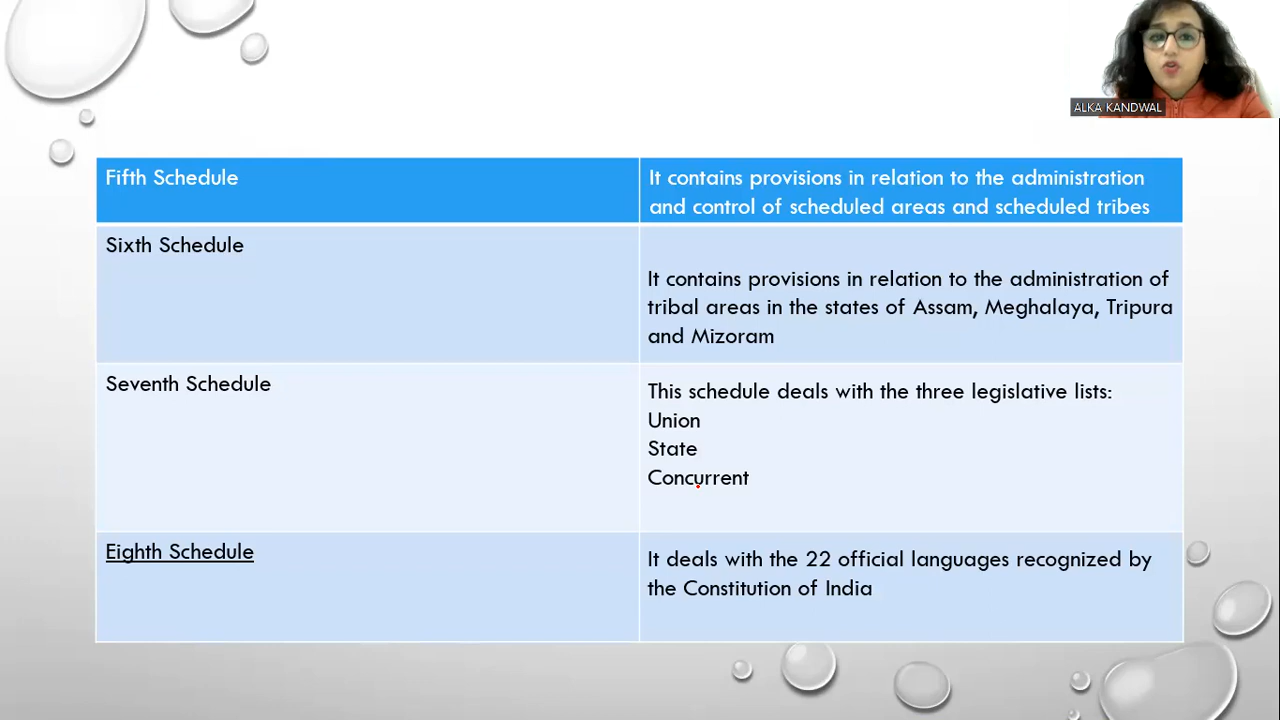 ALKA KANDWAL
Fifth Schedule
It contains provisions in relation to the administration
and control of scheduled areas and scheduled tribes
Sixth Schedule
It contains provisions in relation to the administration of
tribal areas in the states of Assam, Meghalaya, Tripura
and Mizoram
Seventh Schedule
This schedule deals with the three legislative lists:
Union
State
Concurrent
Eighth Schedule
It deals with the 22 official languages recognized by
the Constitution of India